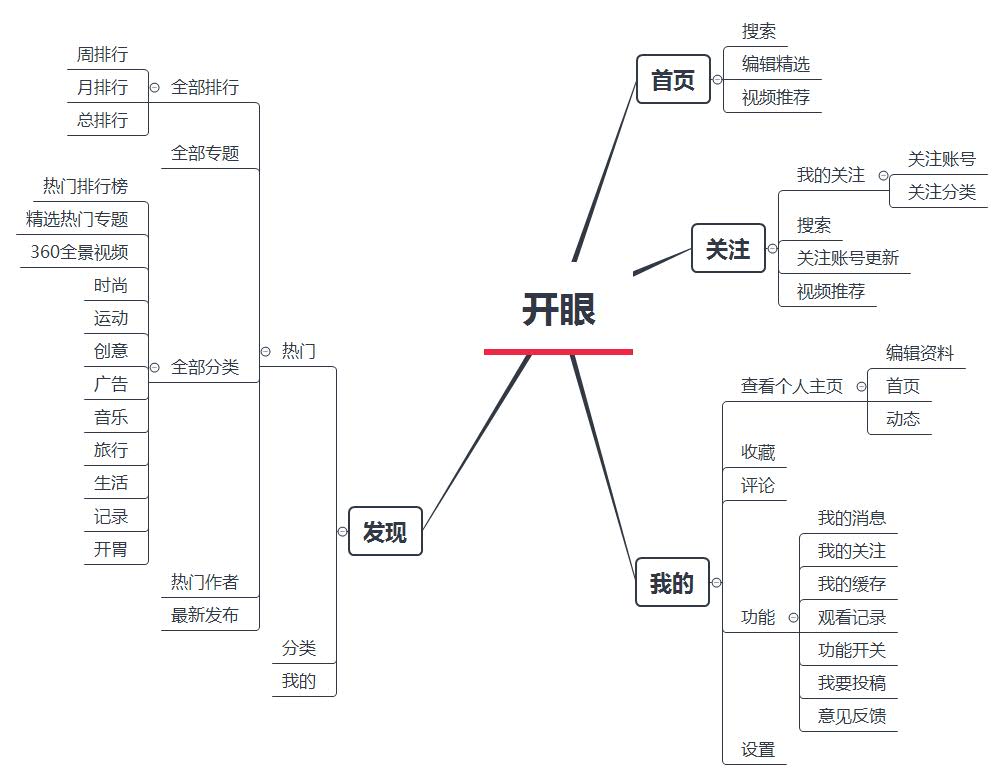 开眼
首页
搜索
编辑精选
视频推荐
关注
我的关注
关注账号
关注分类
搜索
关注账号更新
视频推荐
我的
查看个人主页
编辑资料
首页
动态
收藏
评论
功能
我的消息
我的关注
我的缓存
观看记录
功能开关
我要投稿
意见反馈
设置
发现
热门
全部排行
周排行
月排行
总排行
全部专题
全部分类
热门排行榜
精选热门专题
360全景视频
时尚
运动
创意
广告
音乐
旅行
生活
记录
开胃
热门作者
最新发布
分类
我的